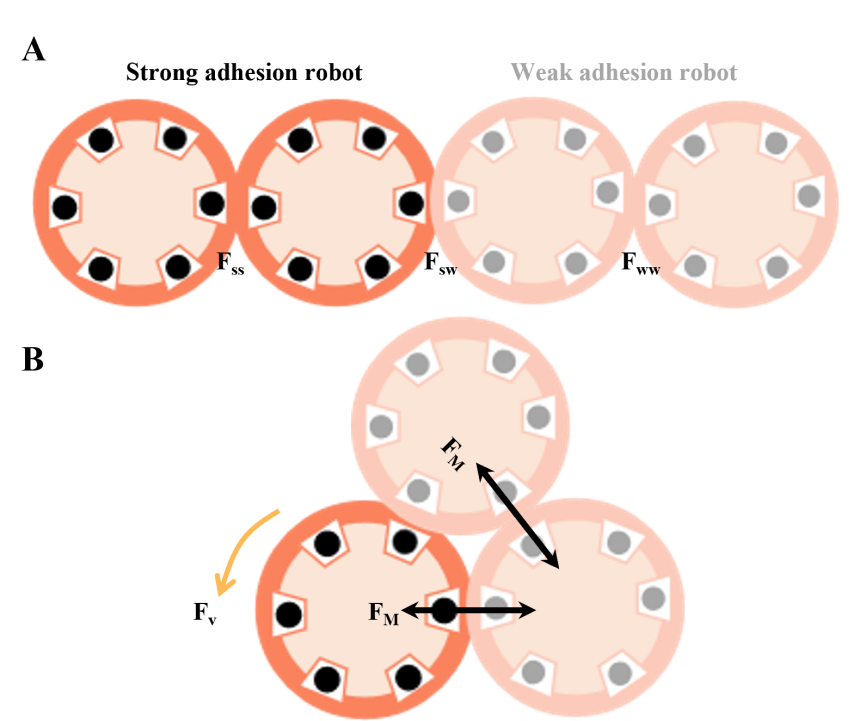 A
Strong adhesion robot Weak adhesion robot
Fss Fsw Fww
B
FM
Fv FM